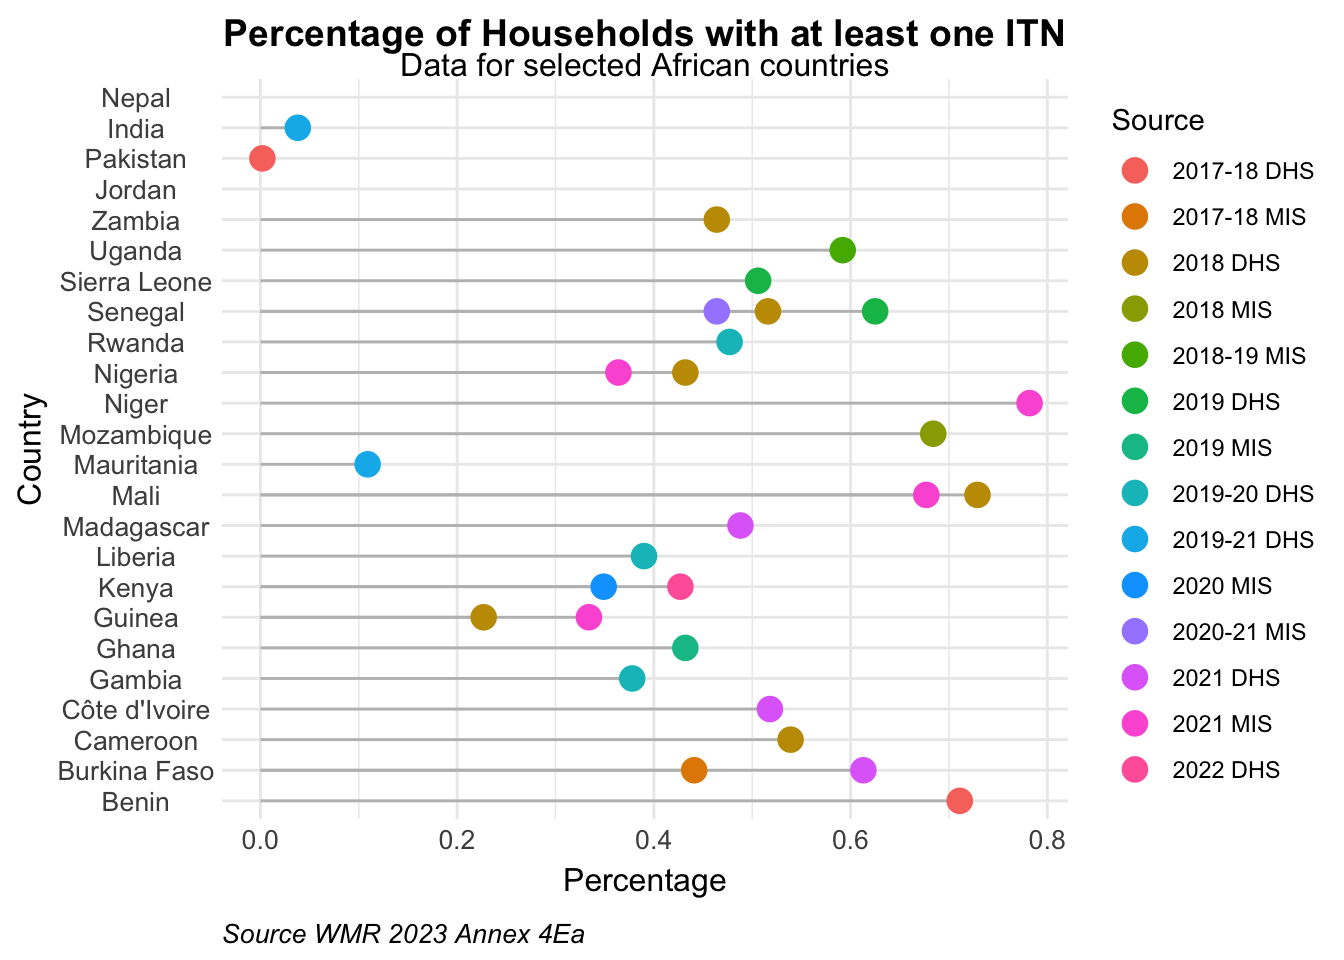 Percentage of Households with at least one ITN
Data for selected African countries
Country
Nepal
India
Pakistan
Jordan
Zambia
Uganda
Sierra Leone
Senegal
Rwanda
Nigeria
Niger
Mozambique
Mauritania
Mali
Madagascar
Liberia
Kenya
Guinea
Ghana
Gambia
Côte d'Ivoire
Cameroon
Burkina Faso
Benin
0.0 0.2 0.4 0.6 0.8
Percentage
Source
2017-18 DHS
2017-18 MIS
2018 DHS
2018 MIS
2018-19 MIS
2019 DHS
2019 MIS
2019-20 DHS
2019-21 DHS
2020 MIS
2020-21 MIS
2021 DHS
2021 MIS
2022 DHS
Source WMR 2023 Annex 4Ea